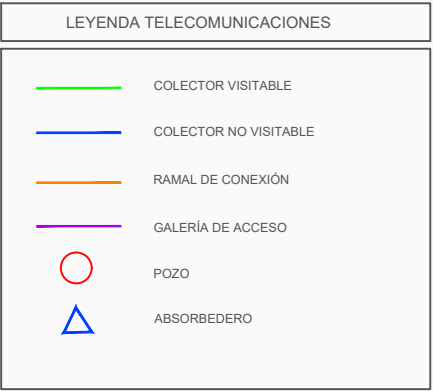 LEYENDA TELECOMUNICACIONES
COLECTOR VISITABLE
COLECTOR NO VISITABLE
RAMAL DE CONEXIÓN
GALERÍA DE ACCESO
POZO
ABSORBEDERO